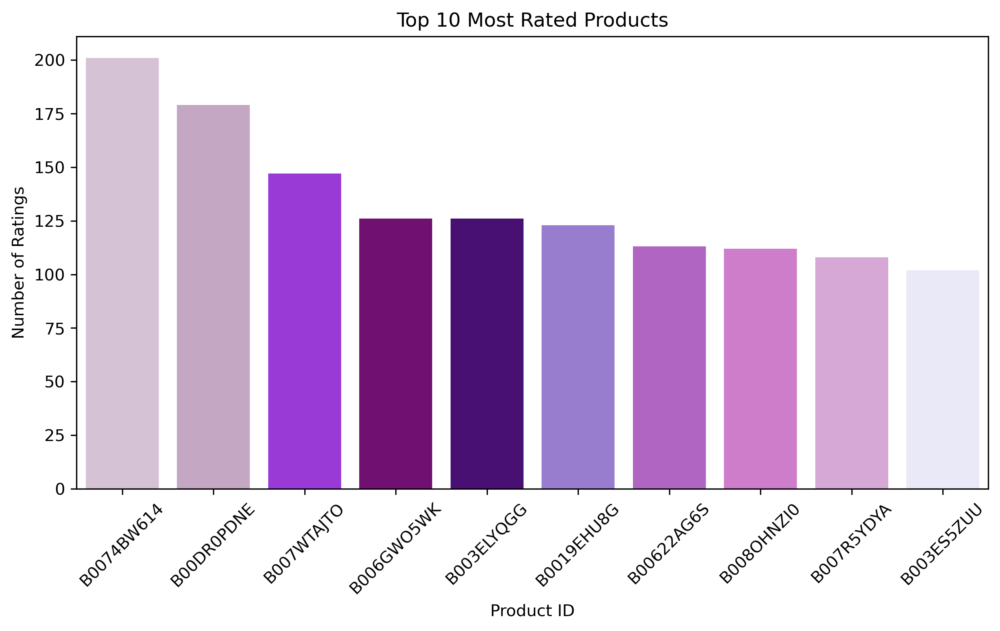 Top 10 Most Rated Products
Number of Ratings
200
175
150
125
100
75
50
25
0
B0074BW614
B00DR0PDNE
B007WTAJTO
B006GWO5WK
B003ELYQGG
B0019EHU8G
B00622AG6S
B008OHNZI0
B007R5YDYA
B003ES5ZUU
Product ID